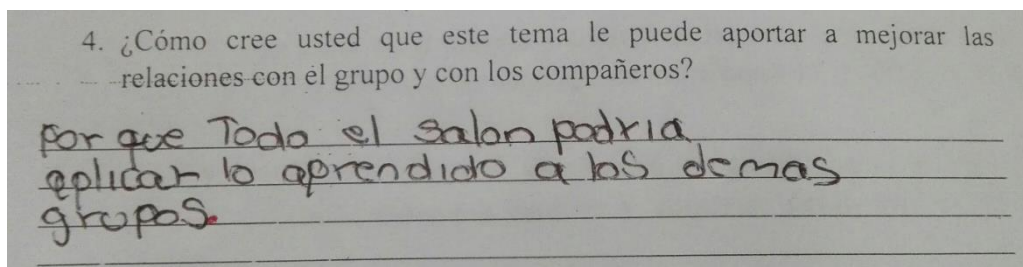 4. ¿Cómo cree usted que este tema le puede aportar a mejorar las
relaciones con el grupo y con los compañeros?
Por que Todo el salon podria
aplicar lo aprendido a los demas
grupos.